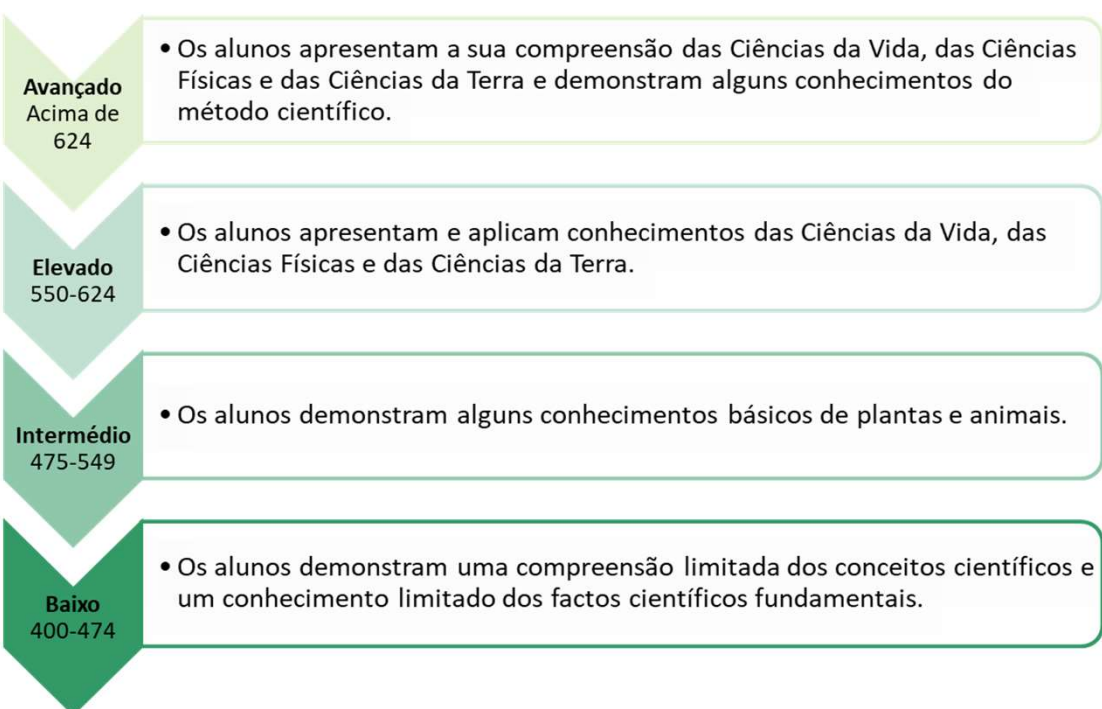 Avançado
Acima de
624
• Os alunos apresentam a sua compreensão das Ciências da Vida, das Ciências
Físicas e das Ciências da Terra e demonstram alguns conhecimentos do
método científico.
Elevado
550-624
• Os alunos apresentam e aplicam conhecimentos das Ciências da Vida, das
Ciências Físicas e das Ciências da Terra.
Intermédio
475-549
• Os alunos demonstram alguns conhecimentos básicos de plantas e animais.
Baixo
400-474
• Os alunos demonstram uma compreensão limitada dos conceitos científicos e
um conhecimento limitado dos factos científicos fundamentais.